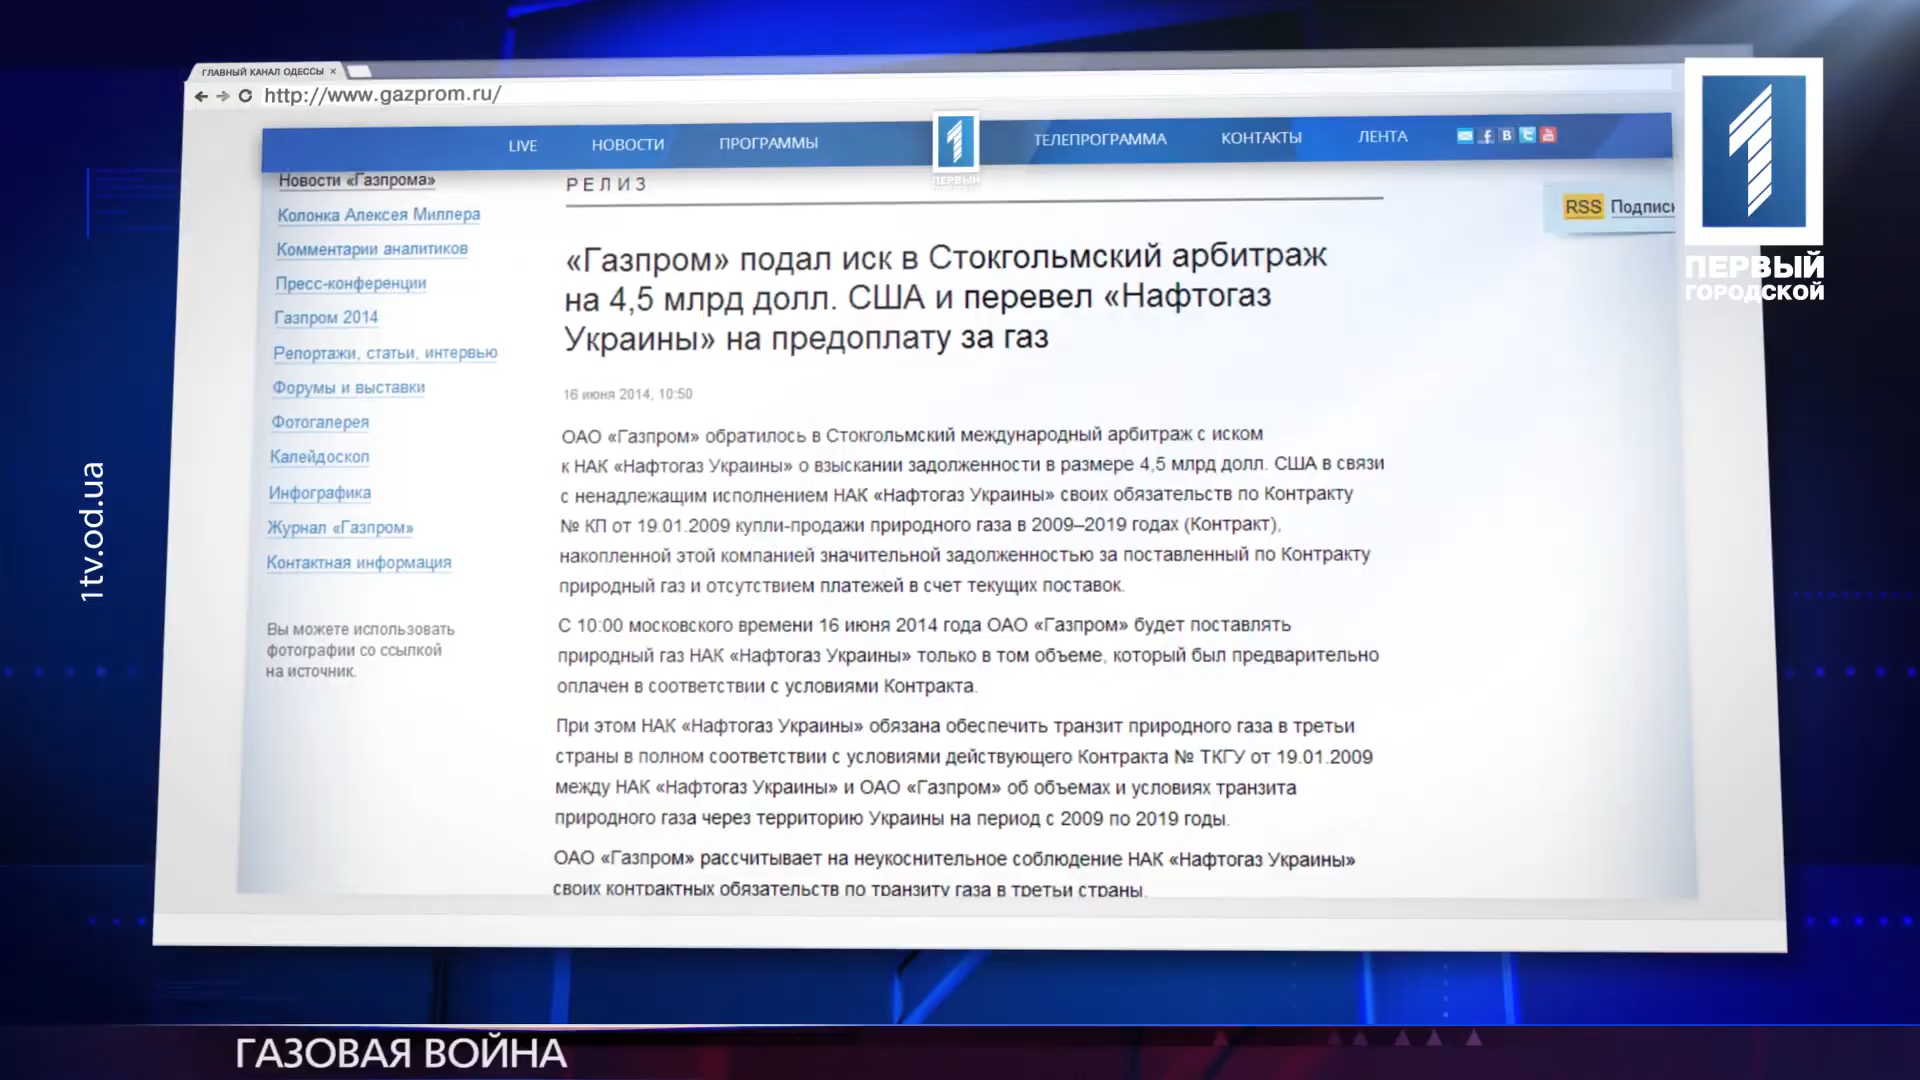 ГЛАВНЫЙ КАНАЛ ОДЕССЫ ×
http://www.gazprom.ru/
LIVE НОВОСТИ ПРОГРАММЫ ТЕЛЕПРОГРАММА КОНТАКТЫ ЛЕНТА
ПЕРВЫЙ
ПЕРВЫЙ
ГОРОДСКОЙ
1tv.od.ua
Новости «Газпрома»
Колонка Алексея Миллера
Комментарии аналитиков
Пресс-конференции
Газпром 2014
Репортажи, статьи, интервью
Форумы и выставки
Фотогалерея
Калейдоскоп
Инфографика
Журнал «Газпром»
Контактная информация
Вы можете использовать
фотографии со ссылкой
на источник.
РЕЛИЗ
RSS
«Газпром» подал иск в Стокгольмский арбитраж
на 4,5 млрд долл. США и перевел «Нафтогаз
Украины» на предоплату за газ
16 июня 2014, 10:50
ОАО «Газпром» обратилось в Стокгольмский международный арбитраж с иском
к НАК «Нафтогаз Украины» о взыскании задолженности в размере 4,5 млрд долл. США в связи
с ненадлежащим исполнением НАК «Нафтогаз Украины» своих обязательств по Контракту
№ КП от 19.01.2009 купли-продажи природного газа в 2009–2019 годах (Контракт),
накопленной этой компанией значительной задолженностью за поставленный по Контракту
природный газ и отсутствием платежей в счет текущих поставок.
С 10:00 московского времени 16 июня 2014 года ОАО «Газпром» будет поставлять
природный газ НАК «Нафтогаз Украины» только в том объеме, который был предварительно
оплачен в соответствии с условиями Контракта.
При этом НАК «Нафтогаз Украины» обязана обеспечить транзит природного газа в третьи
страны в полном соответствии с условиями действующего Контракта № ТКГУ от 19.01.2009
между НАК «Нафтогаз Украины» и ОАО «Газпром» об объемах и условиях транзита
природного газа через территорию Украины на период с 2009 по 2019 годы.
ОАО «Газпром» рассчитывает на неукоснительное соблюдение НАК «Нафтогаз Украины»
своих контрактных обязательств по транзиту газа в третьи страны.
ГАЗОВАЯ ВОЙНА